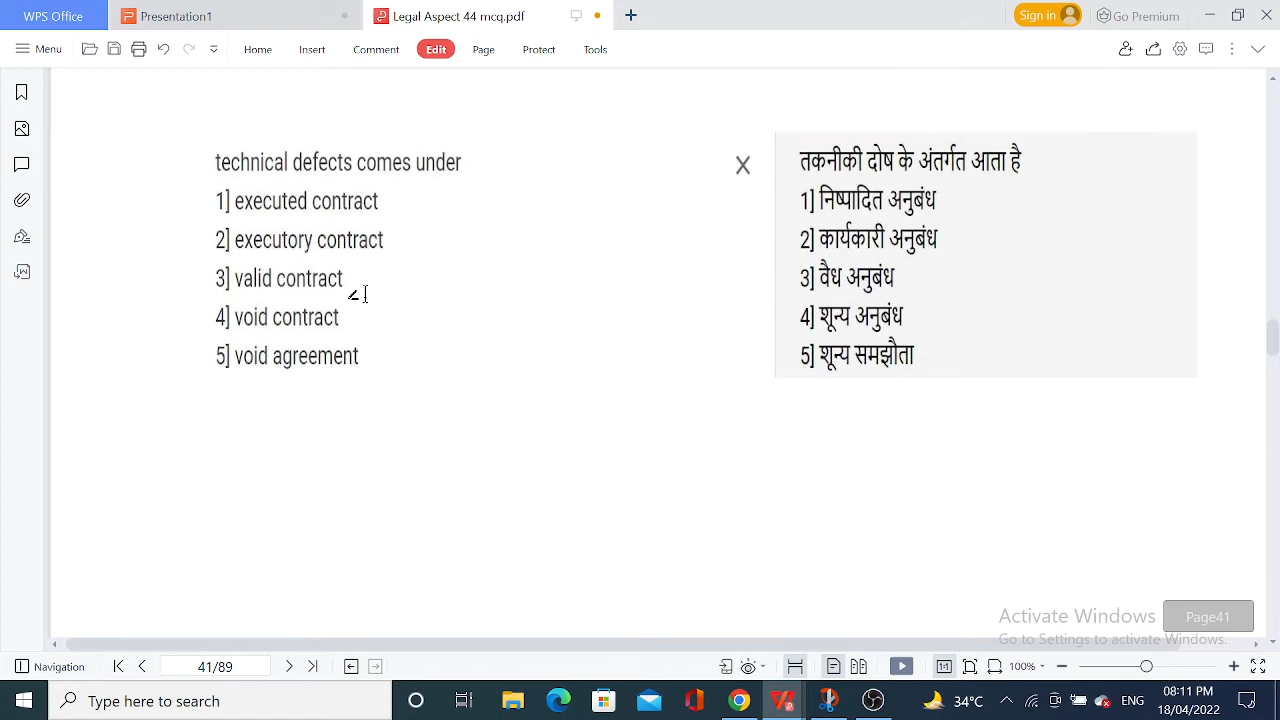 WPS Office
Presentation1
Legal Aspect 44 mcq.pdf
Sign in
Go Premium
Menu
Home
Insert
Comment
Edit
Page
Protect
Tools
technical defects comes under
1] executed contract
2] executory contract
3] valid contract
4] void contract
5] void agreement
X
तकनीकी दोष के अंतर्गत आता है
1] निष्पादित अनुबंध
2] कार्यकारी अनुबंध
3] वैध अनुबंध
4] शून्य अनुबंध
5] शून्य समझौता
Activate Windows
Go to Settings to activate Windows.
Page41
Navigation
41/89
1:1
100%
Type here to search
34°C
ENG
8:11 PM
18/04/2022